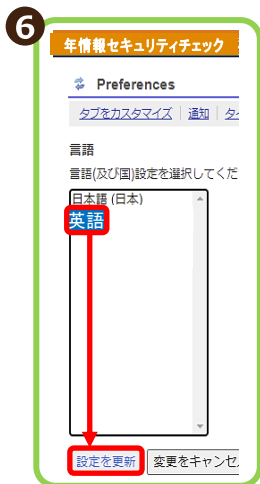 6
年情報セキュリティチェック
Preferences
タブをカスタマイズ | 通知 |
言語
言語(及び国)設定を選択してくだ
日本語 (日本)
英語
設定を更新 変更をキャンセ